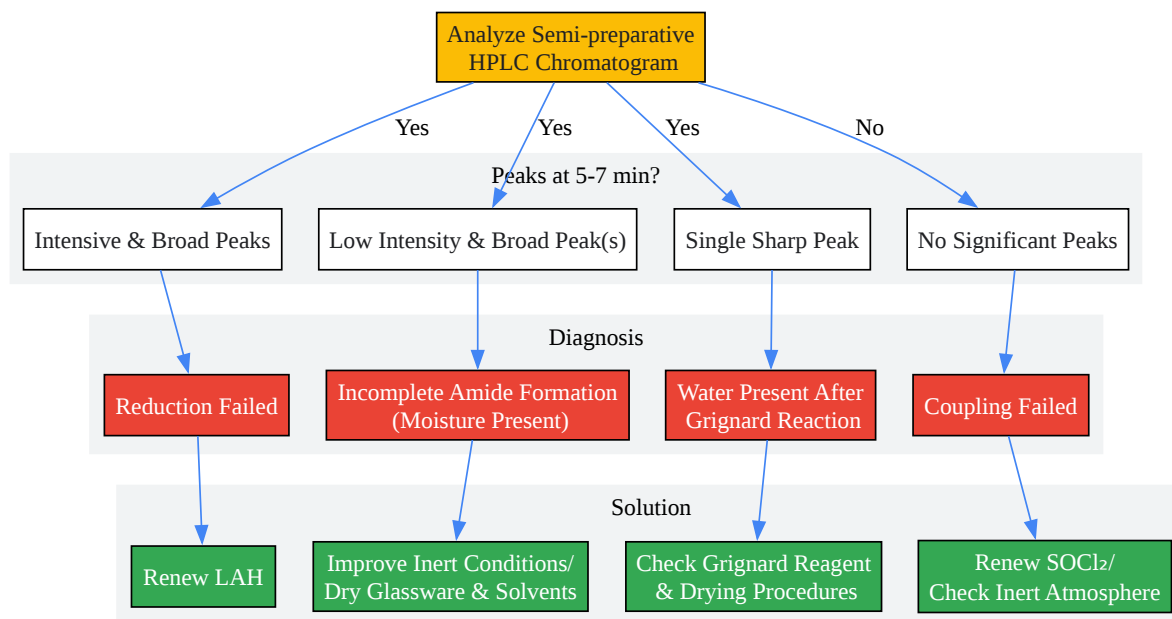 Analyze Semi-preparative
HPLC Chromatogram
Yes
Yes
Yes
No
Peaks at 5-7 min?
Intensive & Broad Peaks
Low Intensity & Broad Peak(s)
Single Sharp Peak
No Significant Peaks
Diagnosis
Reduction Failed
Incomplete Amide Formation
(Moisture Present)
Water Present After
Grignard Reaction
Coupling Failed
Solution
Renew LAH
Improve Inert Conditions/
Dry Glassware & Solvents
Check Grignard Reagent
& Drying Procedures
Renew SOCl₂/
Check Inert Atmosphere